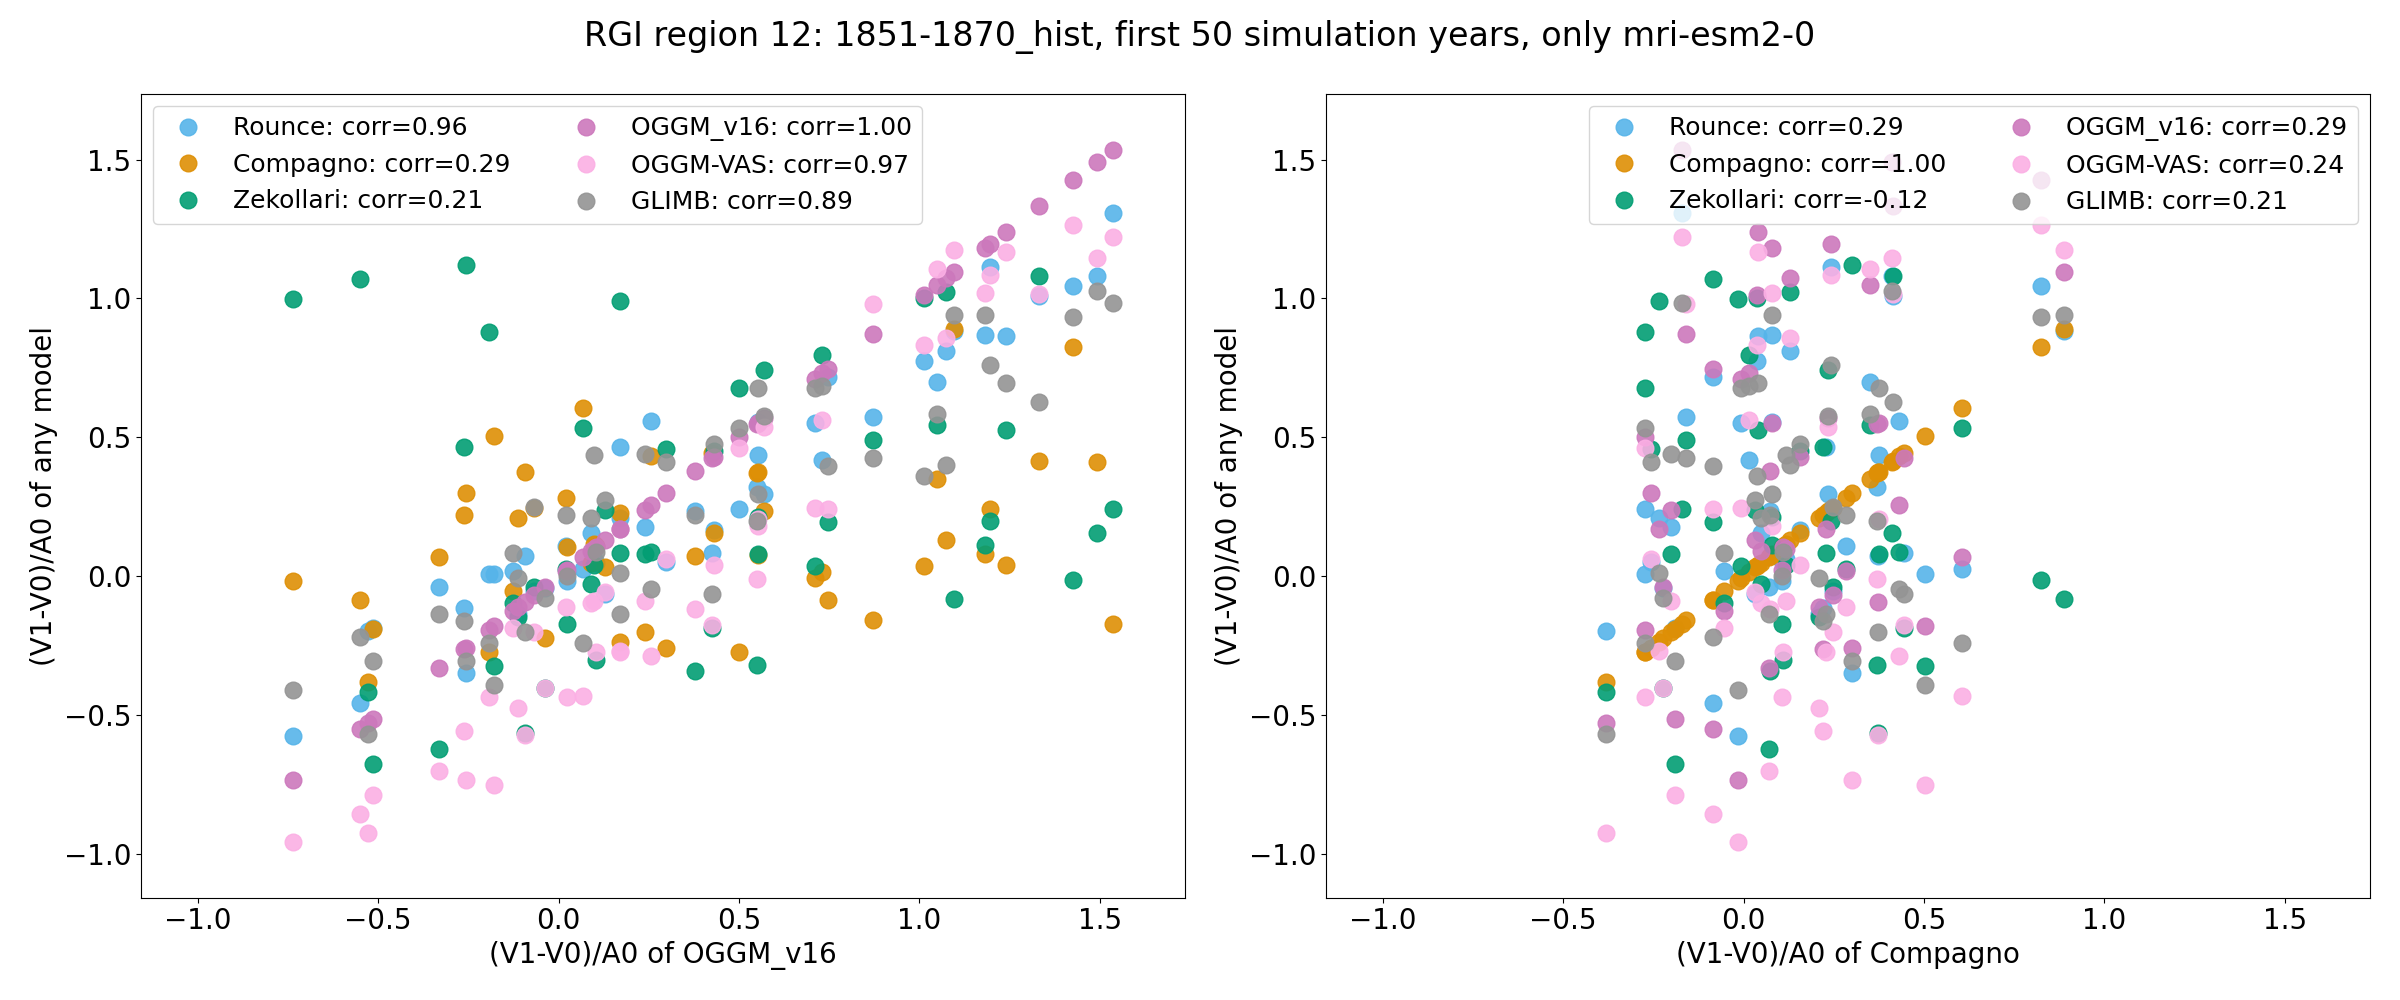 RGI region 12: 1851-1870_hist, first 50 simulation years, only mri-esm2-0
Rounce: corr=0.96
Compagno: corr=0.29
Zekollari: corr=0.21
OGGM_v16: corr=1.00
OGGM-VAS: corr=0.97
GLIMB: corr=0.89
(V1-V0)/A0 of any model
1.5
1.0
0.5
0.0
−0.5
−1.0
−1.0 −0.5 0.0 0.5 1.0 1.5
(V1-V0)/A0 of OGGM_v16
Rounce: corr=0.29
Compagno: corr=1.00
Zekollari: corr=-0.12
OGGM_v16: corr=0.29
OGGM-VAS: corr=0.24
GLIMB: corr=0.21
(V1-V0)/A0 of any model
1.5
1.0
0.5
0.0
−0.5
−1.0
−1.0 −0.5 0.0 0.5 1.0 1.5
(V1-V0)/A0 of Compagno